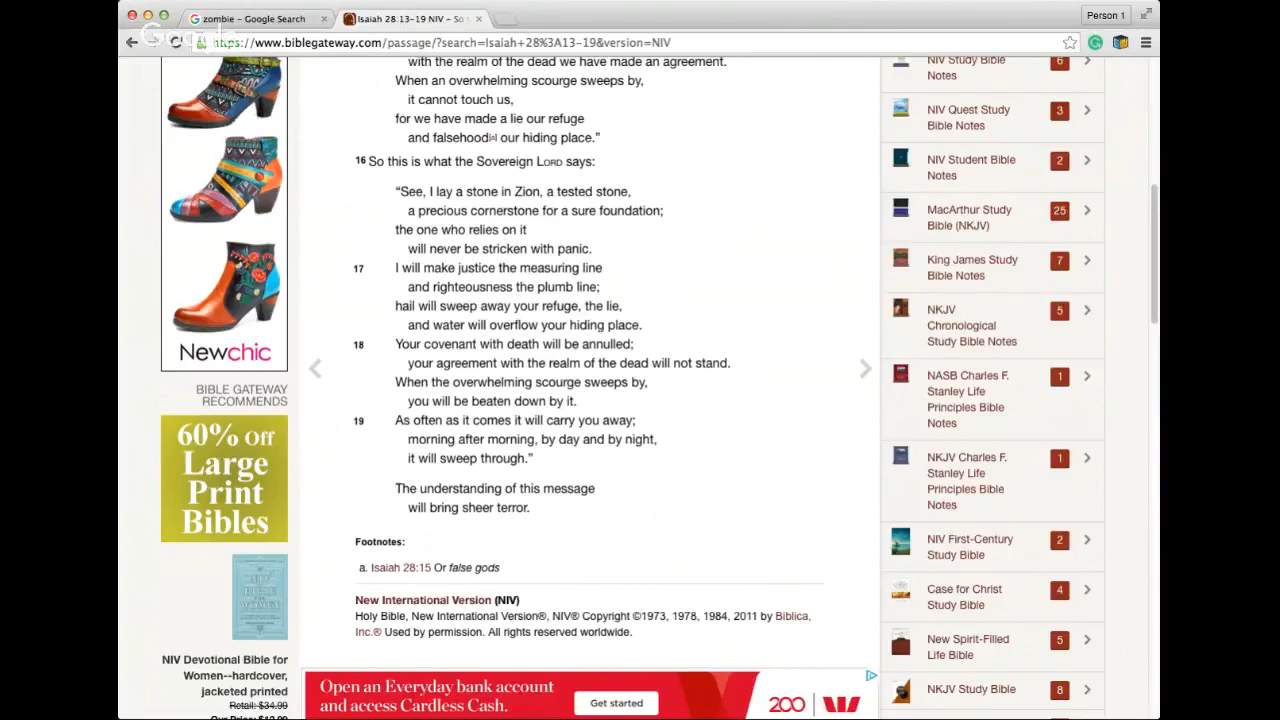 zombie - Google Search
Isaiah 28:13-19 NIV - So
Person 1
https://www.biblegateway.com/passage/?search=Isaiah+28%3A13-19&version=NIV
Newchic
BIBLE GATEWAY
RECOMMENDS
60% Off
Large
Print
Bibles
NIV
BIBLE
FOR
WOMEN
NIV Devotional Bible for
Women--hardcover,
jacketed printed
Retail: $34.99
with the realm of the dead we have made an agreement.
When an overwhelming scourge sweeps by,
it cannot touch us,
for we have made a lie our refuge
and falsehood[a] our hiding place.”
16 So this is what the Sovereign LORD says:
“See, I lay a stone in Zion, a tested stone,
a precious cornerstone for a sure foundation;
the one who relies on it
will never be stricken with panic.
17 I will make justice the measuring line
and righteousness the plumb line;
hail will sweep away your refuge, the lie,
and water will overflow your hiding place.
18 Your covenant with death will be annulled;
your agreement with the realm of the dead will not stand.
When the overwhelming scourge sweeps by,
you will be beaten down by it.
19 As often as it comes it will carry you away;
morning after morning, by day and by night,
it will sweep through.”
The understanding of this message
will bring sheer terror.
Footnotes:
a. Isaiah 28:15 Or false gods
New International Version (NIV)
Holy Bible, New International Version®, NIV® Copyright ©1973, 1978, 1984, 2011 by Biblica,
Inc.® Used by permission. All rights reserved worldwide.
Open an Everyday bank account
and access Cardless Cash.
Get started
200
NIV Study Bible 6
Notes
NIV Quest Study 3
Bible Notes
NIV Student Bible 2
Notes
MacArthur Study 25
Bible (NKJV)
King James Study 7
Bible Notes
NKJV 5
Chronological
Study Bible Notes
NASB Charles F. 1
Stanley Life
Principles Bible
Notes
NKJV Charles F. 1
Stanley Life
Principles Bible
Notes
NIV First-Century 2
Study Bible
Case for Christ 4
Study Bible
New Spirit-Filled 5
Life Bible
NKJV Study Bible 8